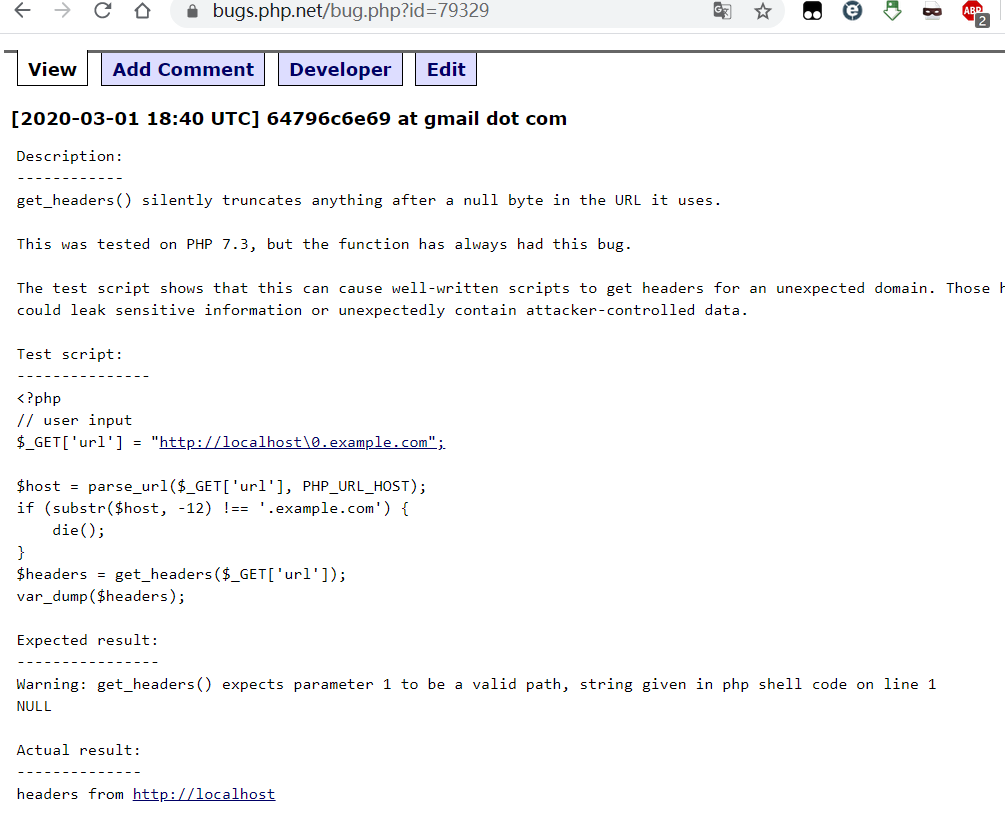 bugs.php.net/bug.php?id=79329
ABP
2
View
Add Comment
Developer
Edit
[2020-03-01 18:40 UTC] 64796c6e69 at gmail dot com
Description:
------------
get_headers() silently truncates anything after a null byte in the URL it uses.
This was tested on PHP 7.3, but the function has always had this bug.
The test script shows that this can cause well-written scripts to get headers for an unexpected domain. Those h
could leak sensitive information or unexpectedly contain attacker-controlled data.
Test script:
---------------
<?php
// user input
$_GET['url'] = "http://localhost\0.example.com";
$host = parse_url($_GET['url'], PHP_URL_HOST);
if (substr($host, -12) !== '.example.com') {
    die();
}
$headers = get_headers($_GET['url']);
var_dump($headers);
Expected result:
----------------
Warning: get_headers() expects parameter 1 to be a valid path, string given in php shell code on line 1
NULL
Actual result:
--------------
headers from http://localhost